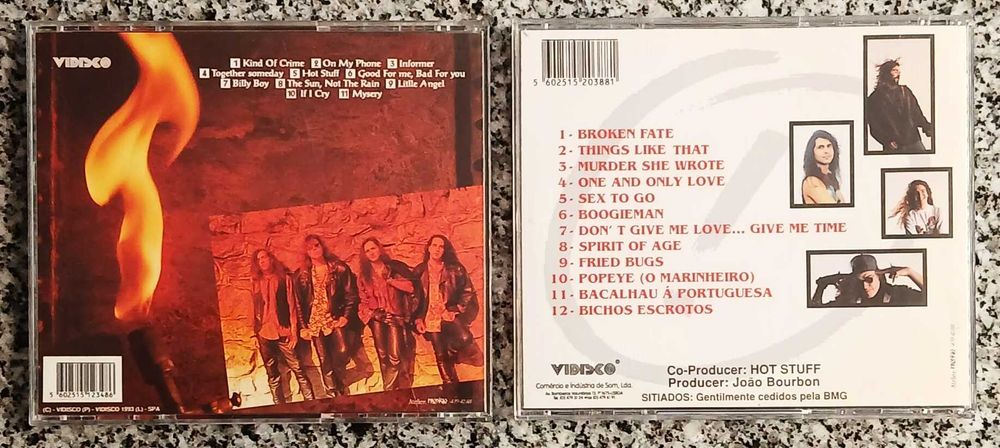 VIDISCO
1 Kind Of Crime 2 On My Phone 3 Informer
4 Together someday 5 Hot Stuff 6 Good For me, Bad For you
7 Billy Boy 8 The Sun, Not The Rain 9 Little Angel
10 If I Cry 11 Mysery
5 602515 123486
(C) - VIDISCO (P) - VIDISCO 1993 (L) - SPA
5 602515 203881
1 - BROKEN FATE
2 - THINGS LIKE THAT
3 - MURDER SHE WROTE
4 - ONE AND ONLY LOVE
5 - SEX TO GO
6 - BOOGIEMAN
7 - DON' T GIVE ME LOVE... GIVE ME TIME
8 - SPIRIT OF AGE
9 - FRIED BUGS
10 - POPEYE (O MARINHEIRO)
11 - BACALHAU Á PORTUGUESA
12 - BICHOS ESCROTOS
VIDISCO
Comércio e Indústria de Som, Lda.
Co-Producer: HOT STUFF
Producer: João Bourbon
SITIADOS: Gentilmente cedidos pela BMG